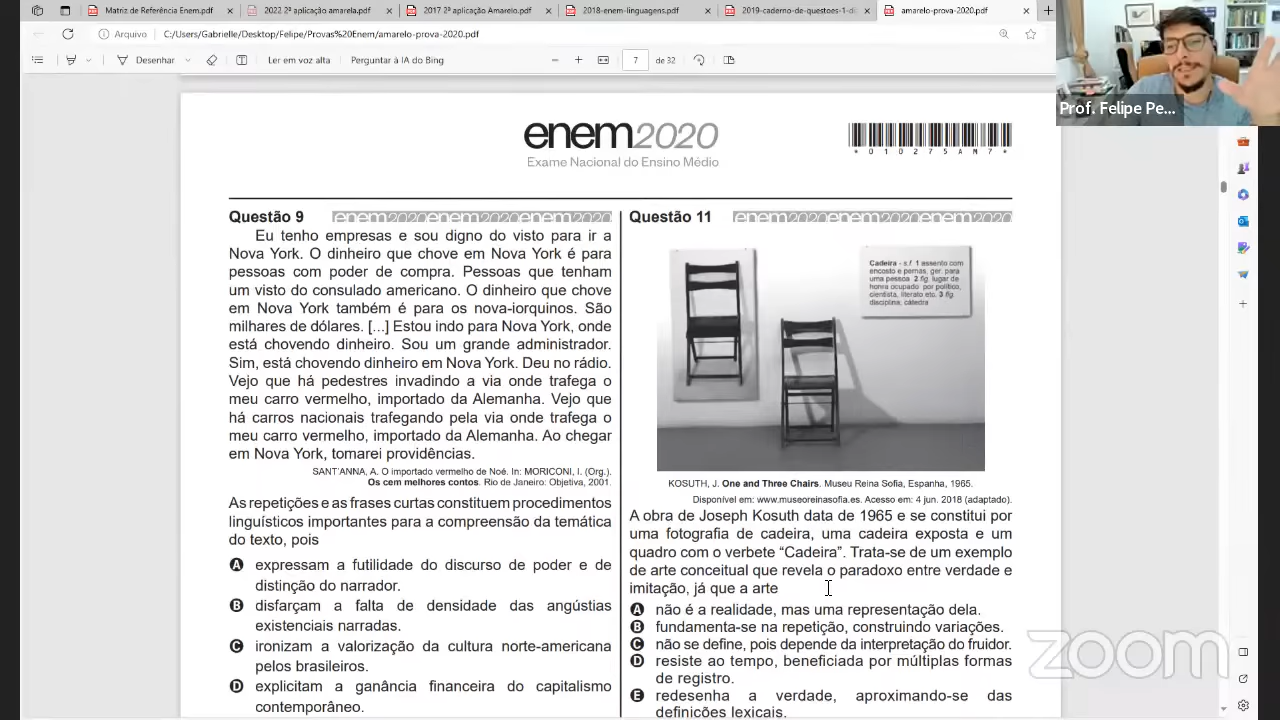 Matriz de Referência Enem.pdf
2022 2ª aplicação amarela.pdf
2017 2ª aplicação Amarelo.pdf
2018-enem-linguagens.pdf
2019-caderno-de-questoes-1-di
amarelo-prova-2020.pdf
Arquivo
C:/Users/Gabrielle/Desktop/Felipe/Provas%20Enem/amarelo-prova-2020.pdf
Desenhar
Ler em voz alta
Perguntar à IA do Bing
7
de 32
Prof. Felipe Pe...
enem2020
Exame Nacional do Ensino Médio
*010275AM7*
Questão 9
enem2020enem2020enem2020
Eu tenho empresas e sou digno do visto para ir a
Nova York. O dinheiro que chove em Nova York é para
pessoas com poder de compra. Pessoas que tenham
um visto do consulado americano. O dinheiro que chove
em Nova York também é para os nova-iorquinos. São
milhares de dólares. [...] Estou indo para Nova York, onde
está chovendo dinheiro. Sou um grande administrador.
Sim, está chovendo dinheiro em Nova York. Deu no rádio.
Vejo que há pedestres invadindo a via onde trafega o
meu carro vermelho, importado da Alemanha. Vejo que
há carros nacionais trafegando pela via onde trafega o
meu carro vermelho, importado da Alemanha. Ao chegar
em Nova York, tomarei providências.
SANT'ANNA, A. O importado vermelho de Noé. In: MORICONI, I. (Org.).
Os cem melhores contos. Rio de Janeiro: Objetiva, 2001.
As repetições e as frases curtas constituem procedimentos
linguísticos importantes para a compreensão da temática
do texto, pois
A expressam a futilidade do discurso de poder e de
distinção do narrador.
B disfarçam a falta de densidade das angústias
existenciais narradas.
C ironizam a valorização da cultura norte-americana
pelos brasileiros.
D explicitam a ganância financeira do capitalismo
contemporâneo.
Questão 11
enem2020enem2020enem2020
Cadeira - s.f. 1 assento com
encosto e pernas, ger. para
uma pessoa 2 fig. lugar de
honra ocupado por político,
cientista, literato etc. 3 fig.
disciplina, cátedra
KOSUTH, J. One and Three Chairs. Museu Reina Sofia, Espanha, 1965.
Disponível em: www.museoreinasofia.es. Acesso em: 4 jun. 2018 (adaptado).
A obra de Joseph Kosuth data de 1965 e se constitui por
uma fotografia de cadeira, uma cadeira exposta e um
quadro com o verbete “Cadeira”. Trata-se de um exemplo
de arte conceitual que revela o paradoxo entre verdade e
imitação, já que a arte
A não é a realidade, mas uma representação dela.
B fundamenta-se na repetição, construindo variações.
C não se define, pois depende da interpretação do fruidor.
D resiste ao tempo, beneficiada por múltiplas formas
de registro.
E redesenha a verdade, aproximando-se das
definições lexicais.
zoom